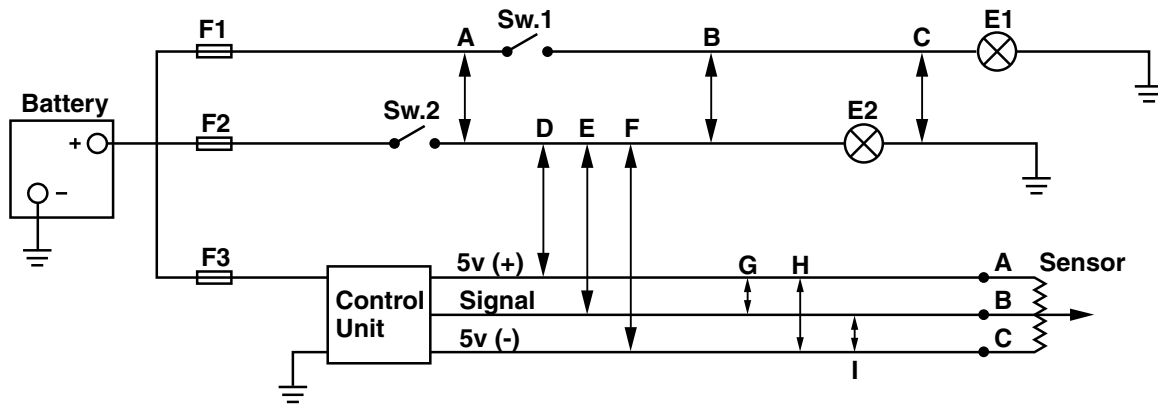 F1 A Sw.1 B C E1
Battery
F2 Sw.2 D E F E2
+
-
F3 5v (+) G H A Sensor
Control Unit
Signal B
5v (-) C
I